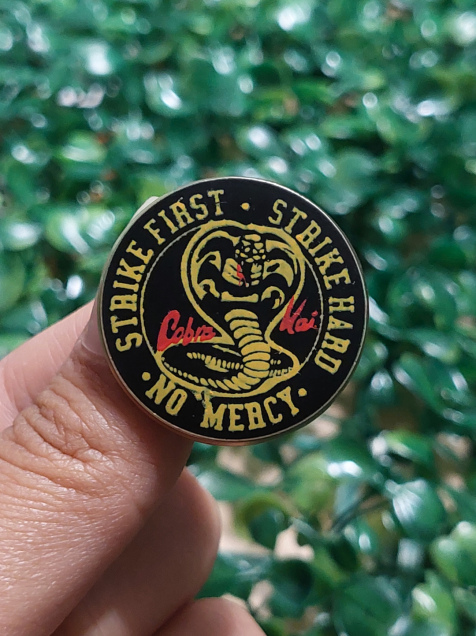 STRIKE FIRST • STRIKE HARD
• NO MERCY •
Cobra Kai